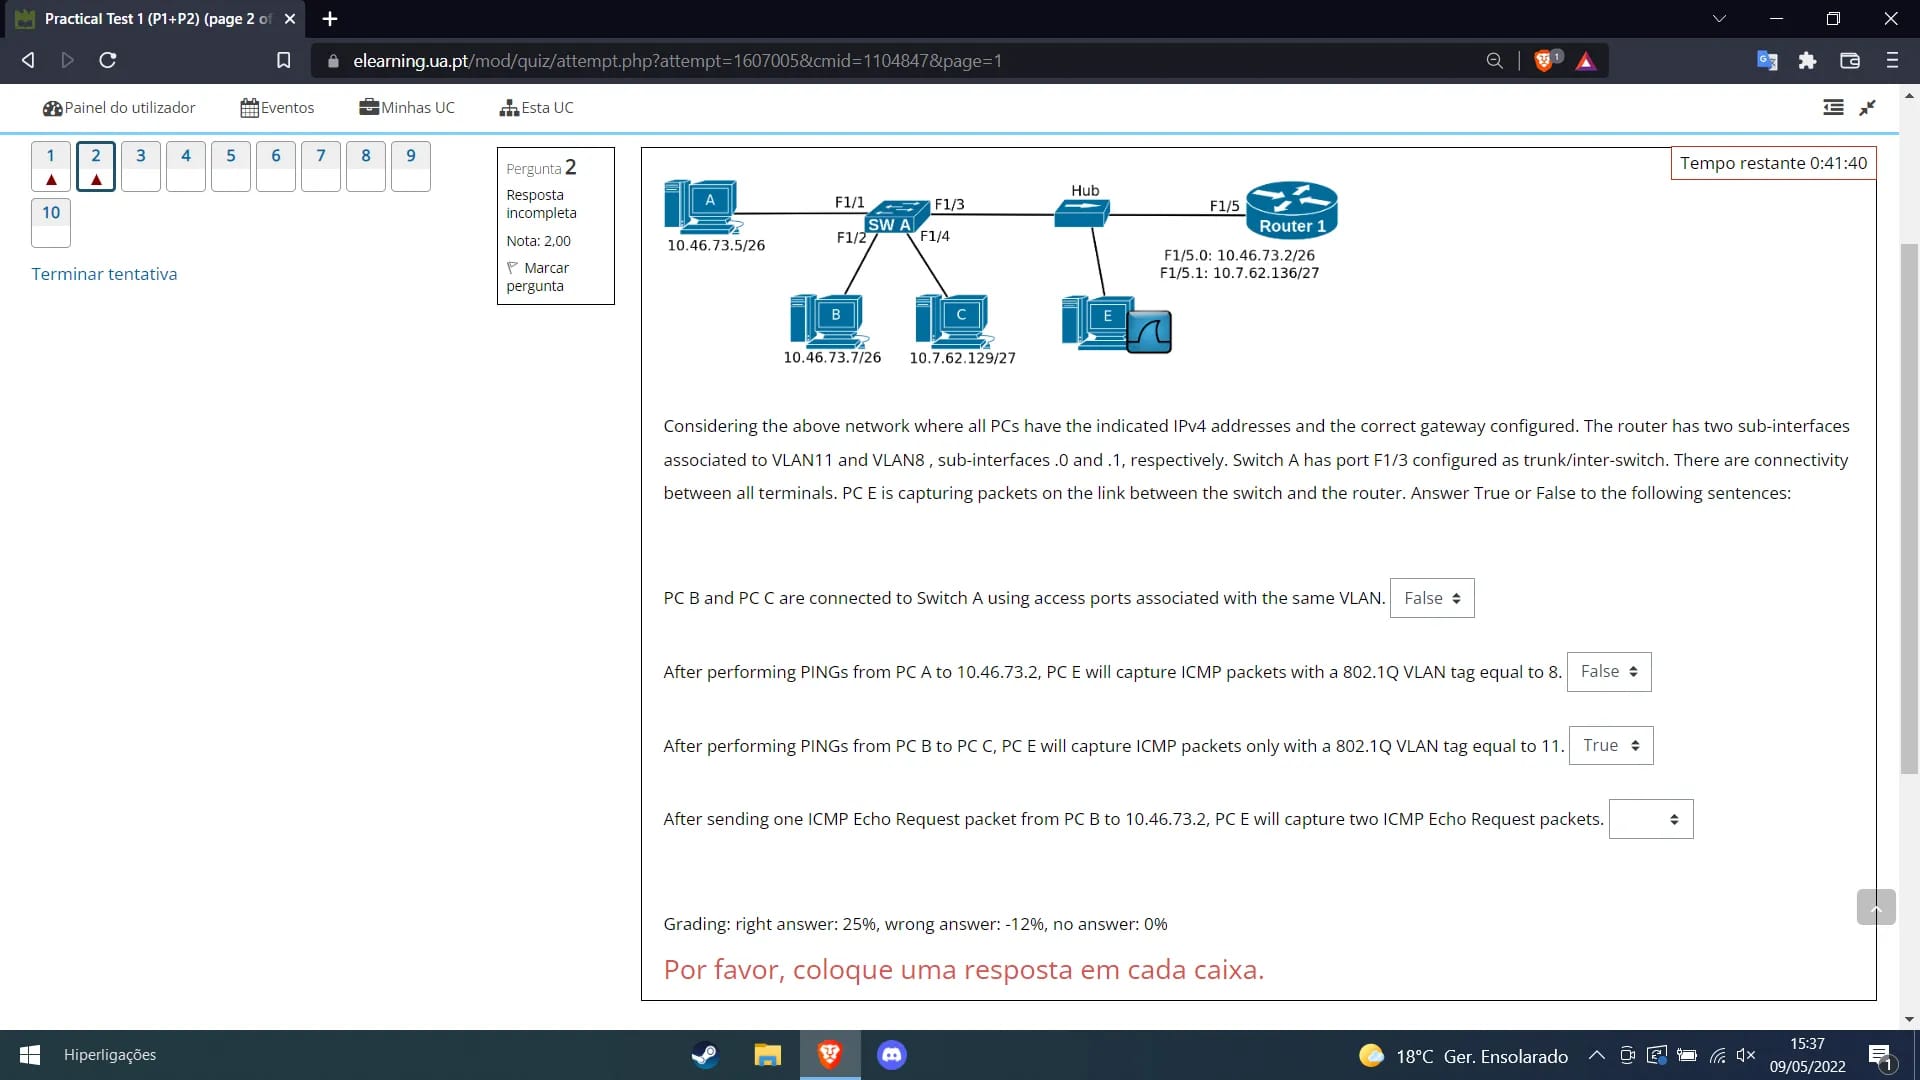 Practical Test 1 (P1+P2) (page 2 of
elearning.ua.pt/mod/quiz/attempt.php?attempt=1607005&cmid=1104847&page=1
1
Painel do utilizador
Eventos
Minhas UC
Esta UC
1
2
3
4
5
6
7
8
9
10
Terminar tentativa
Pergunta 2
Resposta
incompleta
Nota: 2,00
Marcar
pergunta
Tempo restante 0:41:40
A
10.46.73.5/26
F1/1
F1/3
SW A
F1/2
F1/4
Hub
F1/5
Router 1
F1/5.0: 10.46.73.2/26
F1/5.1: 10.7.62.136/27
B
C
E
10.46.73.7/26
10.7.62.129/27
Considering the above network where all PCs have the indicated IPv4 addresses and the correct gateway configured. The router has two sub-interfaces
associated to VLAN11 and VLAN8 , sub-interfaces .0 and .1, respectively. Switch A has port F1/3 configured as trunk/inter-switch. There are connectivity
between all terminals. PC E is capturing packets on the link between the switch and the router. Answer True or False to the following sentences:
PC B and PC C are connected to Switch A using access ports associated with the same VLAN. False
After performing PINGs from PC A to 10.46.73.2, PC E will capture ICMP packets with a 802.1Q VLAN tag equal to 8. False
After performing PINGs from PC B to PC C, PC E will capture ICMP packets only with a 802.1Q VLAN tag equal to 11. True
After sending one ICMP Echo Request packet from PC B to 10.46.73.2, PC E will capture two ICMP Echo Request packets.
Grading: right answer: 25%, wrong answer: -12%, no answer: 0%
Por favor, coloque uma resposta em cada caixa.
Hiperligações
18°C Ger. Ensolarado
15:37
09/05/2022
1